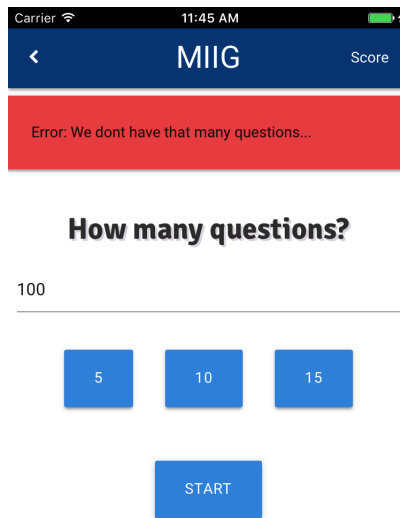 Carrier 11:45 AM
MIIG Score
Error: We dont have that many questions...
How many questions?
100
5 10 15
START